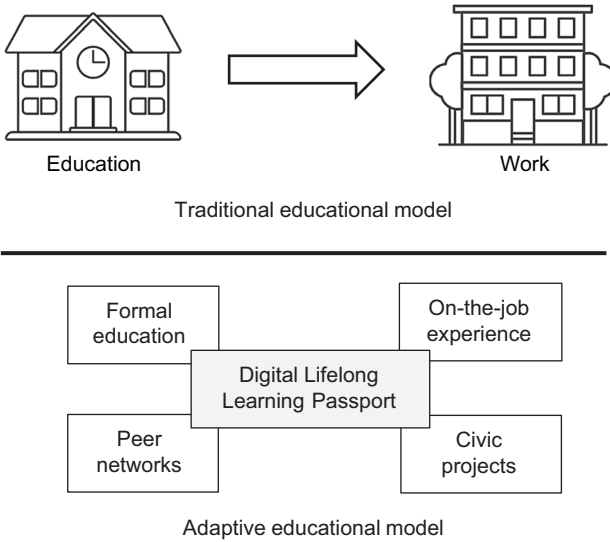 Education
Work
Traditional educational model
Formal
education
On-the-job
experience
Digital Lifelong
Learning Passport
Peer
networks
Civic
projects
Adaptive educational model